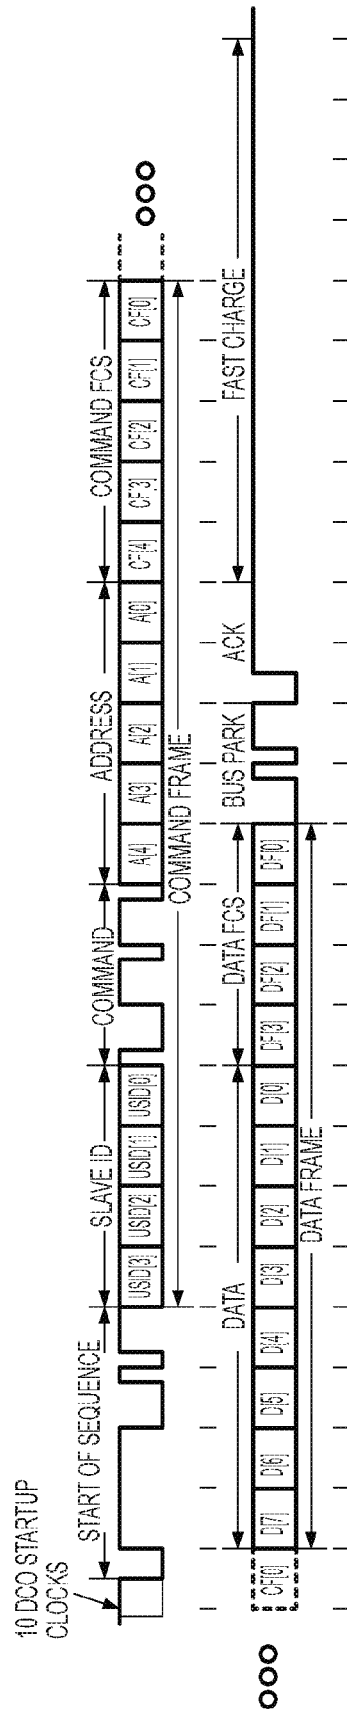 10 DCO STARTUP
CLOCKS
START OF SEQUENCE
SLAVE ID
COMMAND
ADDRESS
COMMAND FCS
USID[3] USID[2] USID[1] USID[0] A[4] A[3] A[2] A[1] A[0] CF[4] CF[3] CF[2] CF[1] CF[0]
COMMAND FRAME
DATA
DATA FCS
BUS PARK
ACK
FAST CHARGE
CF[0] D[7] D[6] D[5] D[4] D[3] D[2] D[1] D[0] DF[3] DF[2] DF[1] DF[0]
DATA FRAME